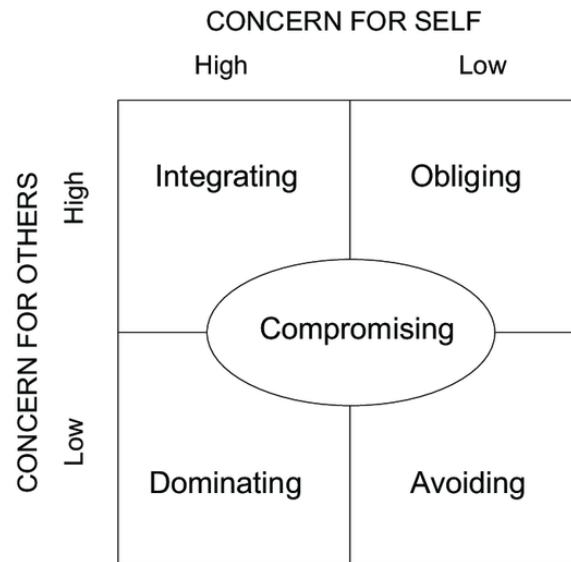 CONCERN FOR SELF
High Low
CONCERN FOR OTHERS
High
Integrating Obliging
Compromising
Low
Dominating Avoiding